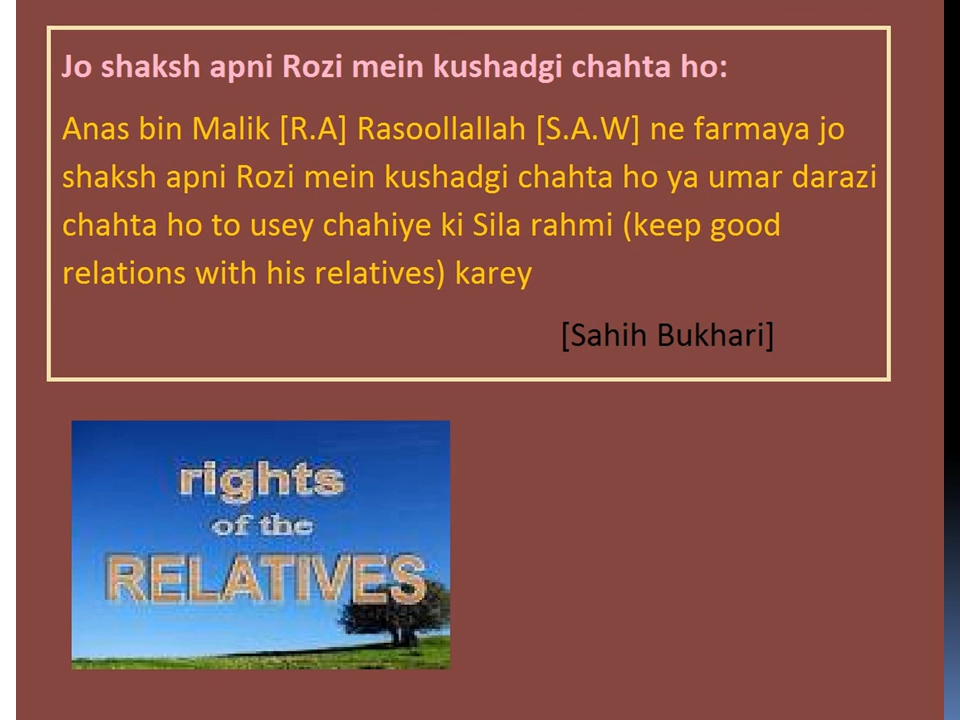 Jo shaksh apni Rozi mein kushadgi chahta ho:
Anas bin Malik [R.A] Rasoollallah [S.A.W] ne farmaya jo
shaksh apni Rozi mein kushadgi chahta ho ya umar darazi
chahta ho to usey chahiye ki Sila rahmi (keep good
relations with his relatives) karey
[Sahih Bukhari]
rights
of the
RELATIVES